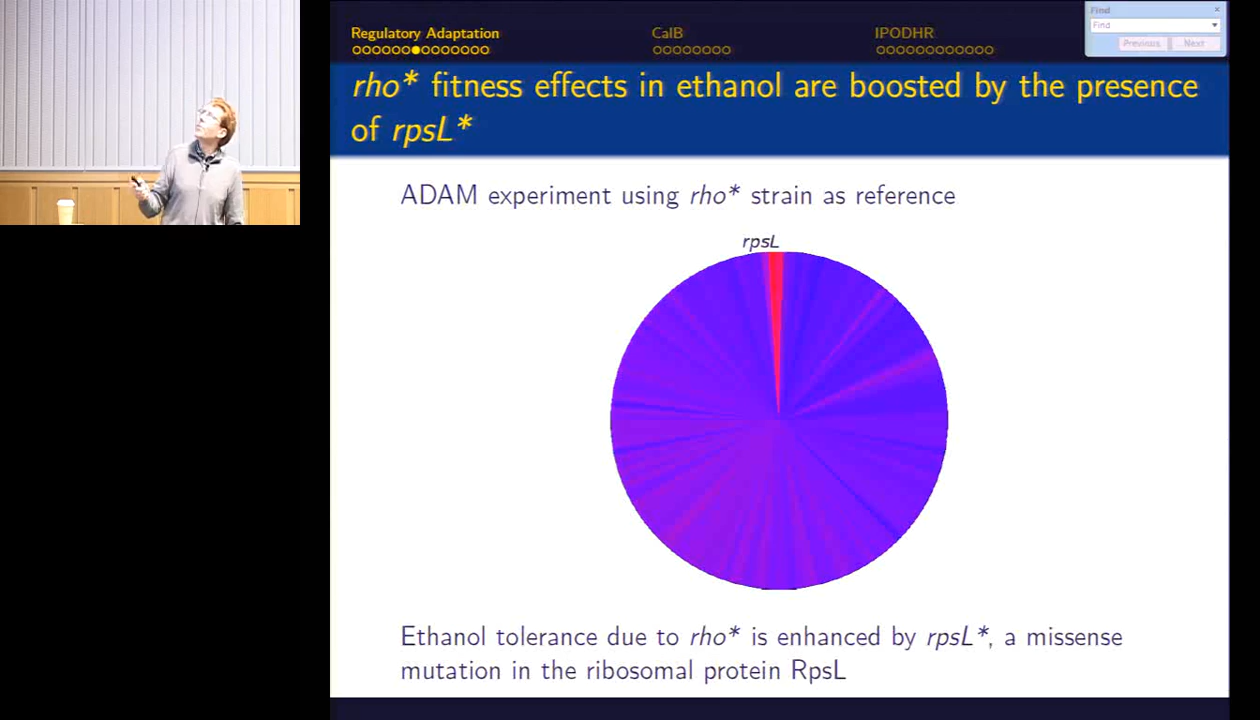 Regulatory Adaptation
CalB
IPODHR
Find
Find
Previous
Next
rho* fitness effects in ethanol are boosted by the presence
of rpsL*
ADAM experiment using rho* strain as reference
rpsL
Ethanol tolerance due to rho* is enhanced by rpsL*, a missense
mutation in the ribosomal protein RpsL